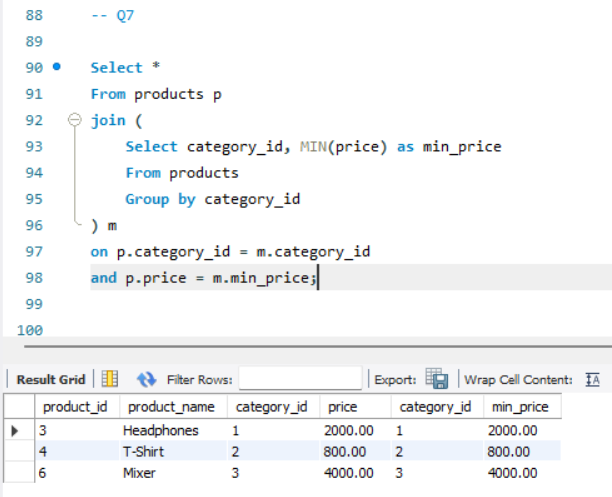 88 -- Q7
89
90 Select *
91 From products p
92 join (
93 Select category_id, MIN(price) as min_price
94 From products
95 Group by category_id
96 ) m
97 on p.category_id = m.category_id
98 and p.price = m.min_price;
99
100
Result Grid Filter Rows: Export: Wrap Cell Content: IA
product_id product_name category_id price category_id min_price
3 Headphones 1 2000.00 1 2000.00
4 T-Shirt 2 800.00 2 800.00
6 Mixer 3 4000.00 3 4000.00